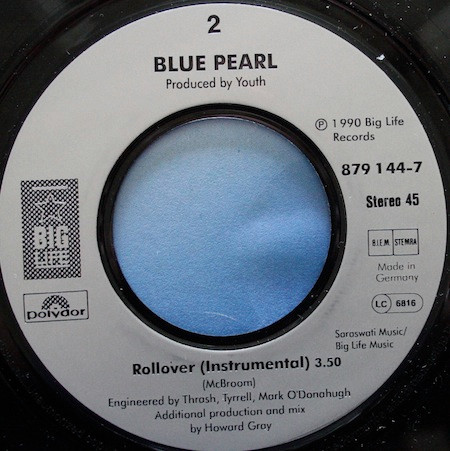 2
BLUE PEARL
Produced by Youth
℗ 1990 Big Life
Records
879 144-7
Stereo 45
BIG
LIFE
B.I.E.M STEMRA
Made in
Germany
LC 6816
Polydor
Saraswati Music/
Big Life Music
Rollover (Instrumental) 3.50
(McBroom)
Engineered by Thrash, Tyrrell, Mark O'Donahugh
Additional production and mix
by Howard Gray